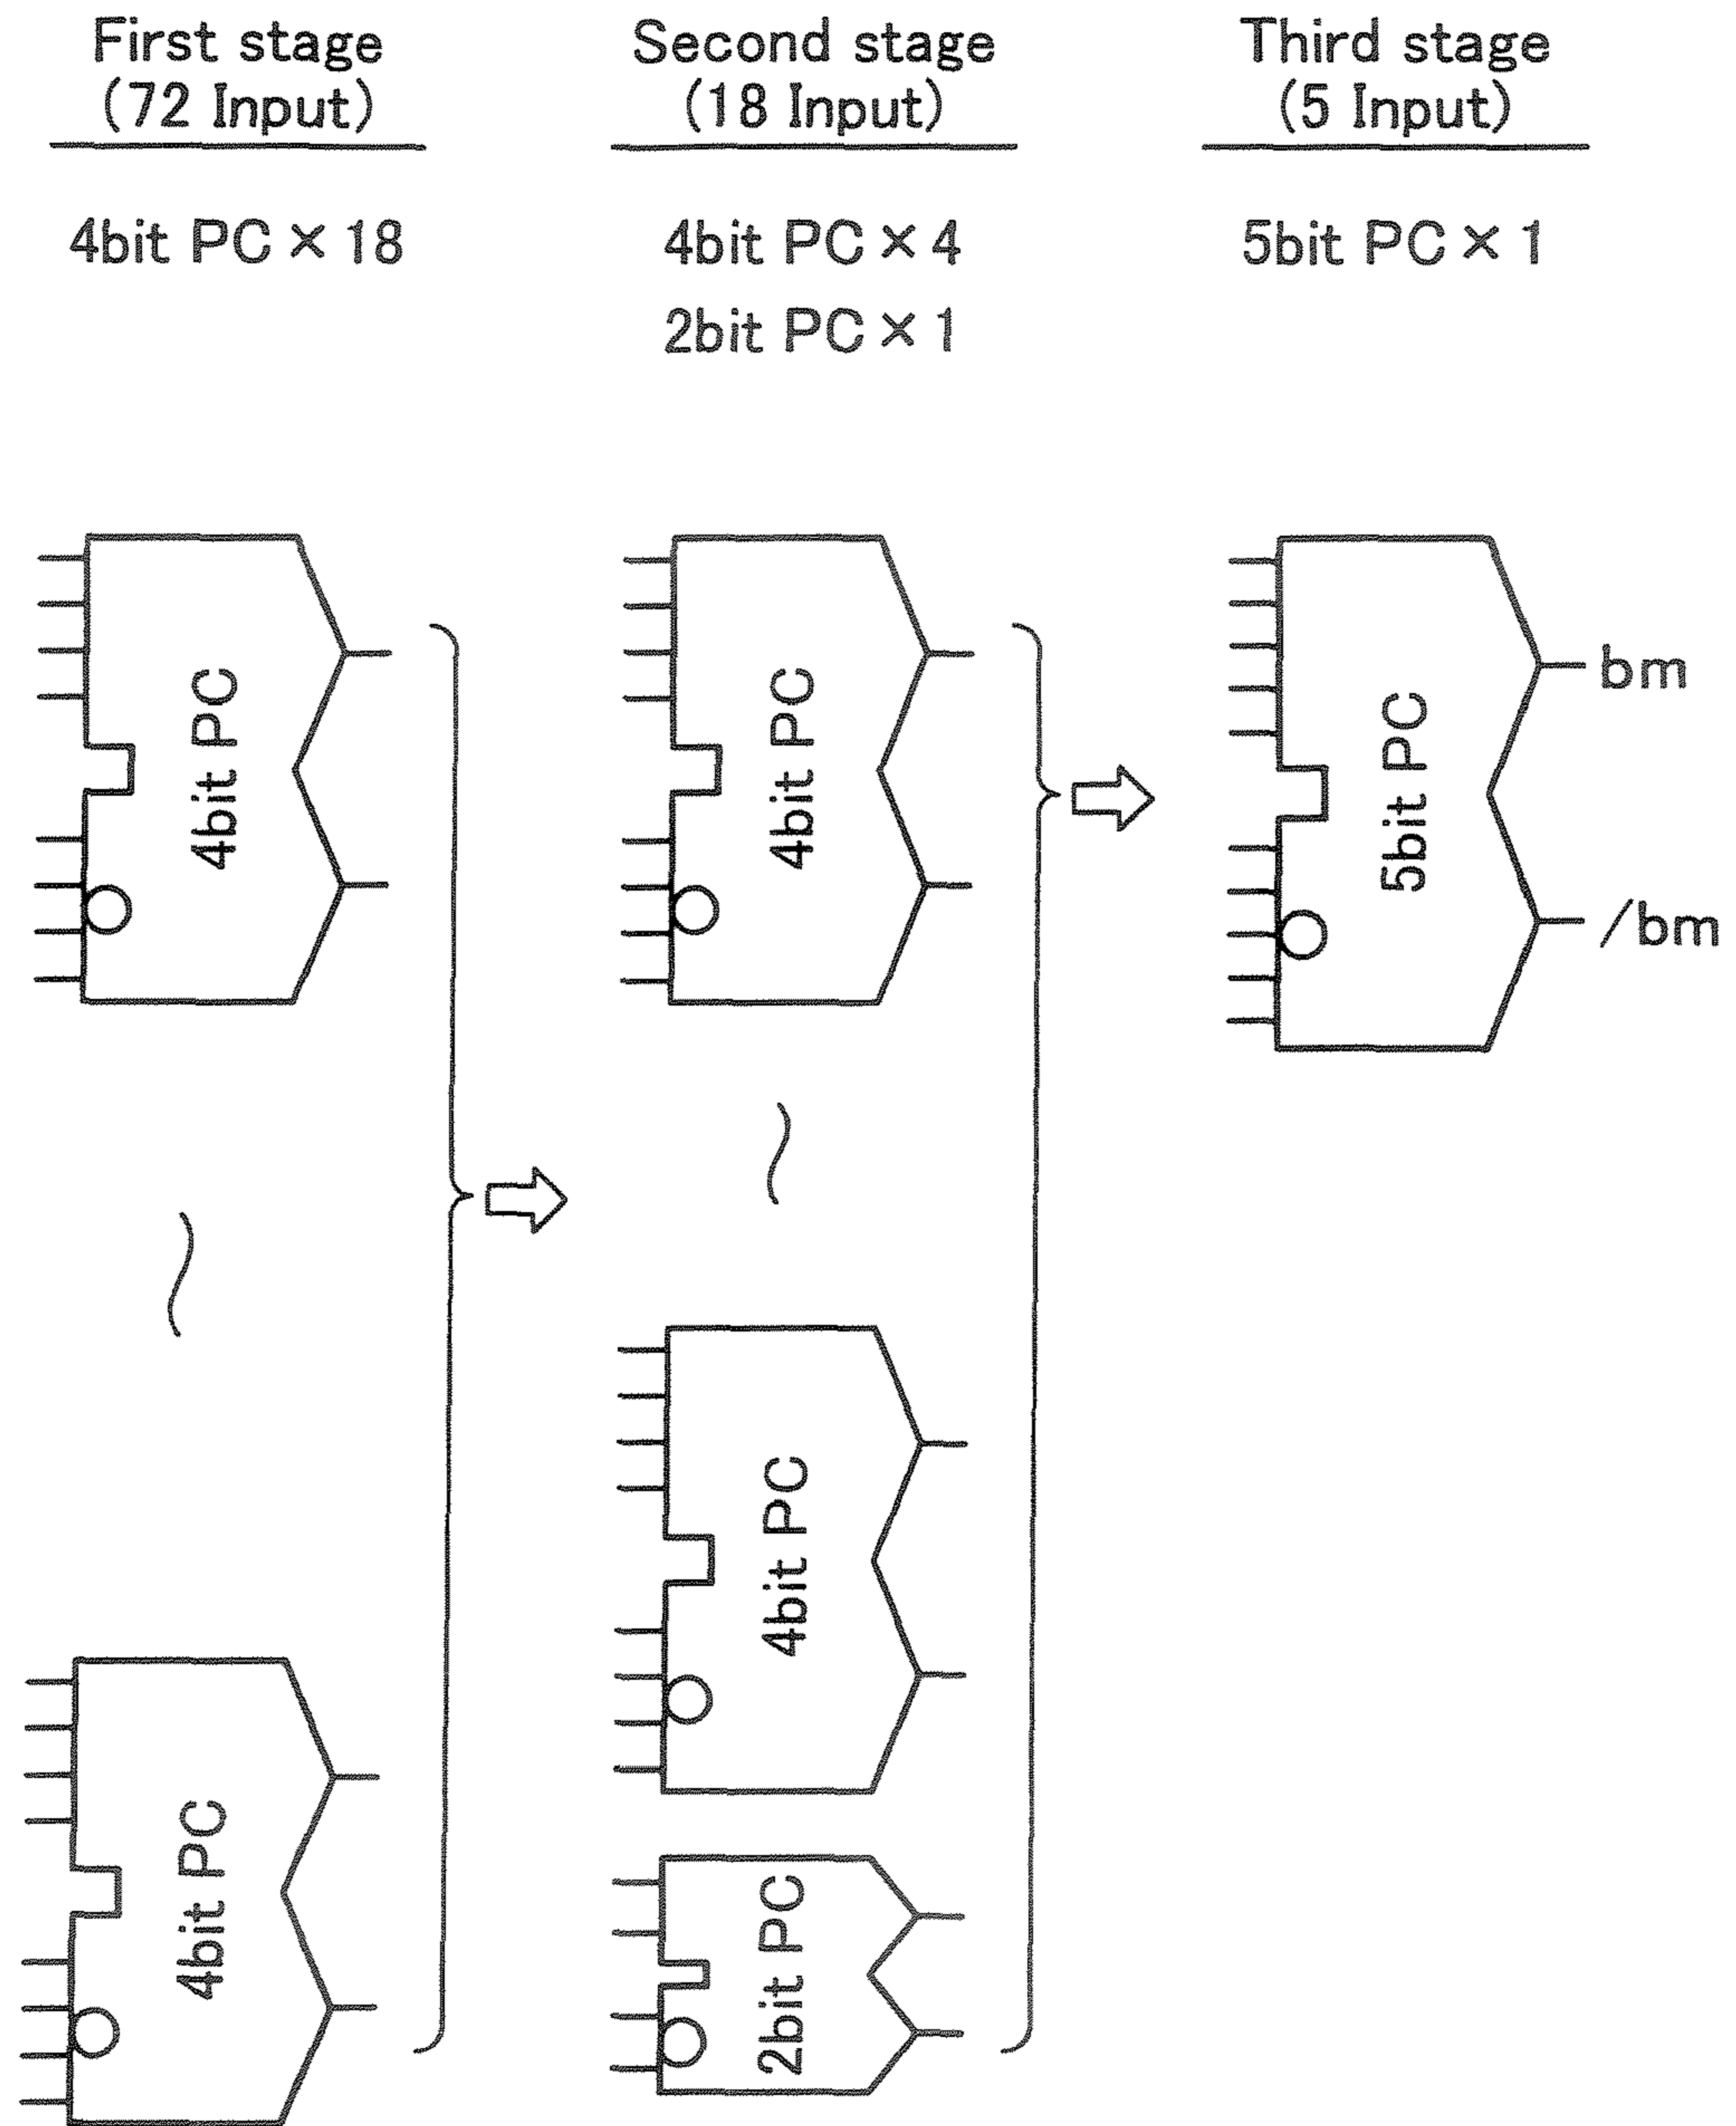 First stage
(72 Input)
4bit PC × 18
4bit PC
4bit PC
Second stage
(18 Input)
4bit PC × 4
2bit PC × 1
4bit PC
4bit PC
2bit PC
Third stage
(5 Input)
5bit PC × 1
5bit PC
bm
/bm